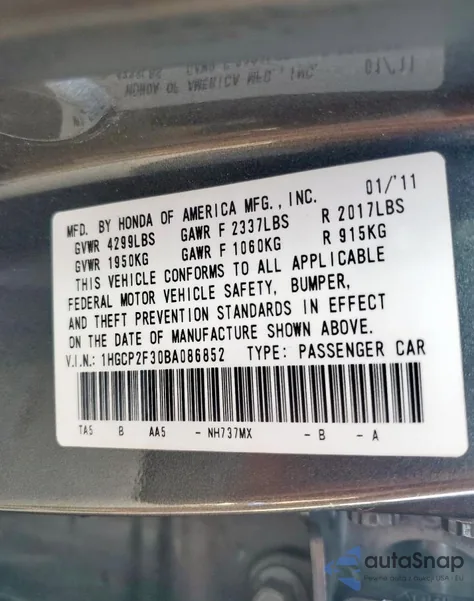 MFD. BY HONDA OF AMERICA MFG., INC. 01/'11
GVWR 4299LBS GAWR F 2337LBS R 2017LBS
GVWR 1950KG GAWR F 1060KG R 915KG
THIS VEHICLE CONFORMS TO ALL APPLICABLE
FEDERAL MOTOR VEHICLE SAFETY, BUMPER,
AND THEFT PREVENTION STANDARDS IN EFFECT
ON THE DATE OF MANUFACTURE SHOWN ABOVE.
V.I.N.: 1HGCP2F30BA086852 TYPE: PASSENGER CAR
TA5 B AA5 - NH737MX - B - A
autaSnap